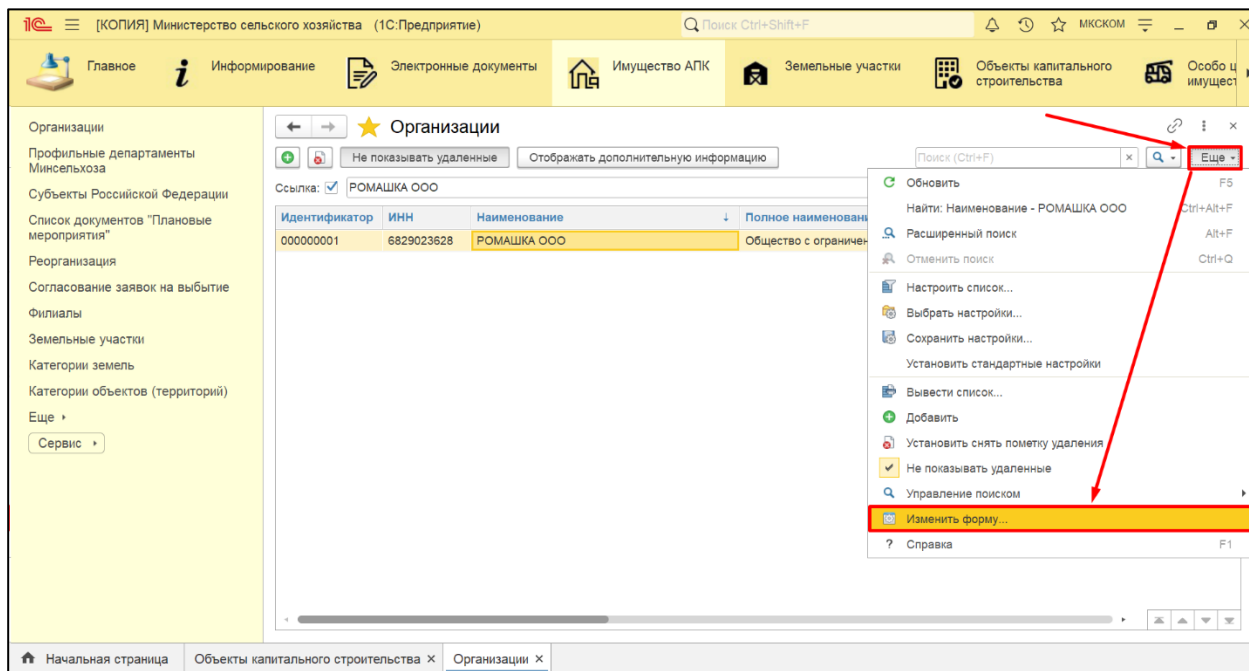 [КОПИЯ] Министерство сельского хозяйства (1С:Предприятие)
Поиск Ctrl+Shift+F
МКСКОМ
Главное
Информирование
Электронные документы
Имущество АПК
Земельные участки
Объекты капитального
строительства
Особо ц
имущест
Организации
Профильные департаменты
Минсельхоза
Субъекты Российской Федерации
Список документов "Плановые
мероприятия"
Реорганизация
Согласование заявок на выбытие
Филиалы
Земельные участки
Категории земель
Категории объектов (территорий)
Еще
Сервис
Организации
Не показывать удаленные
Отображать дополнительную информацию
Поиск (Ctrl+F)
Еще
Ссылка: РОМАШКА ООО
Идентификатор ИНН Наименование Полное наименовани
000000001 6829023628 РОМАШКА ООО Общество с ограничен
Обновить F5
Найти: Наименование - РОМАШКА ООО Ctrl+Alt+F
Расширенный поиск Alt+F
Отменить поиск Ctrl+Q
Настроить список...
Выбрать настройки...
Сохранить настройки...
Установить стандартные настройки
Вывести список...
Добавить
Установить снять пометку удаления
Не показывать удаленные
Управление поиском
Изменить форму...
? Справка F1
Начальная страница
Объекты капитального строительства ×
Организации ×